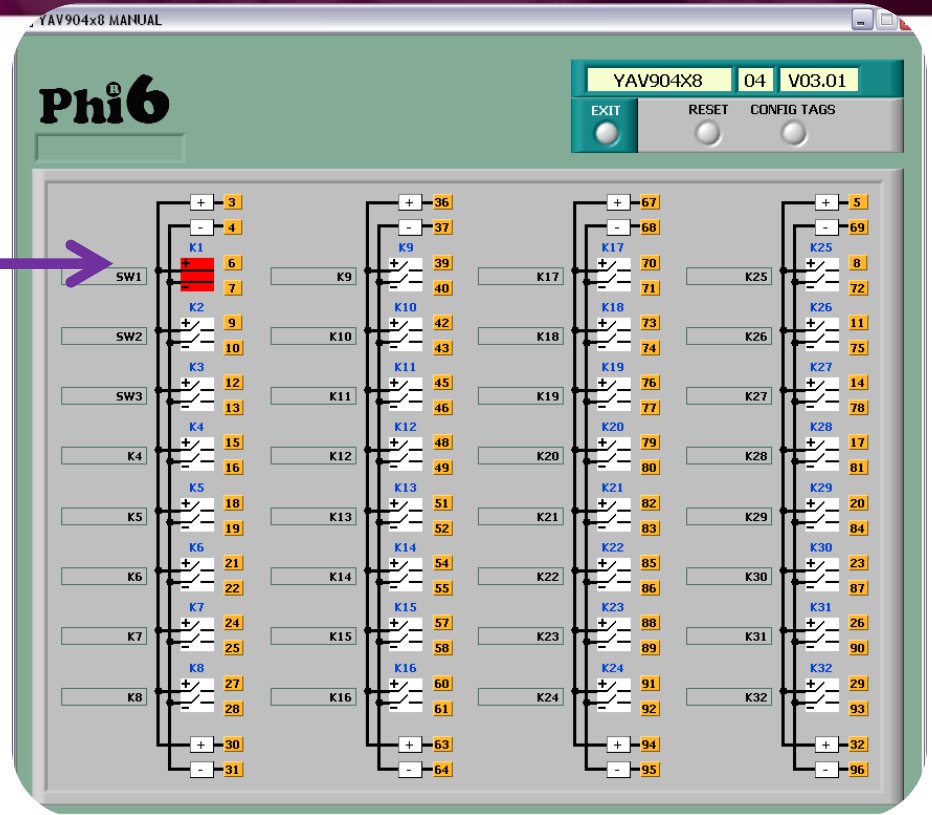 YAV904x8 MANUAL
Phi6 ®
YAV904X8 04 V03.01
EXIT RESET CONFIG TAGS
+ 3 + 36 + 67 + 5
- 4 - 37 - 68 - 69
K1 K9 K17 K25
SW1 + 6 K9 + 39 K17 + 70 K25 + 8
- 7 - 40 - 71 - 72
K2 K10 K18 K26
SW2 + 9 K10 + 42 K18 + 73 K26 + 11
- 10 - 43 - 74 - 75
K3 K11 K19 K27
SW3 + 12 K11 + 45 K19 + 76 K27 + 14
- 13 - 46 - 77 - 78
K4 K12 K20 K28
K4 + 15 K12 + 48 K20 + 79 K28 + 17
- 16 - 49 - 80 - 81
K5 K13 K21 K29
K5 + 18 K13 + 51 K21 + 82 K29 + 20
- 19 - 52 - 83 - 84
K6 K14 K22 K30
K6 + 21 K14 + 54 K22 + 85 K30 + 23
- 22 - 55 - 86 - 87
K7 K15 K23 K31
K7 + 24 K15 + 57 K23 + 88 K31 + 26
- 25 - 58 - 89 - 90
K8 K16 K24 K32
K8 + 27 K16 + 60 K24 + 91 K32 + 29
- 28 - 61 - 92 - 93
+ 30 + 63 + 94 + 32
- 31 - 64 - 95 - 96